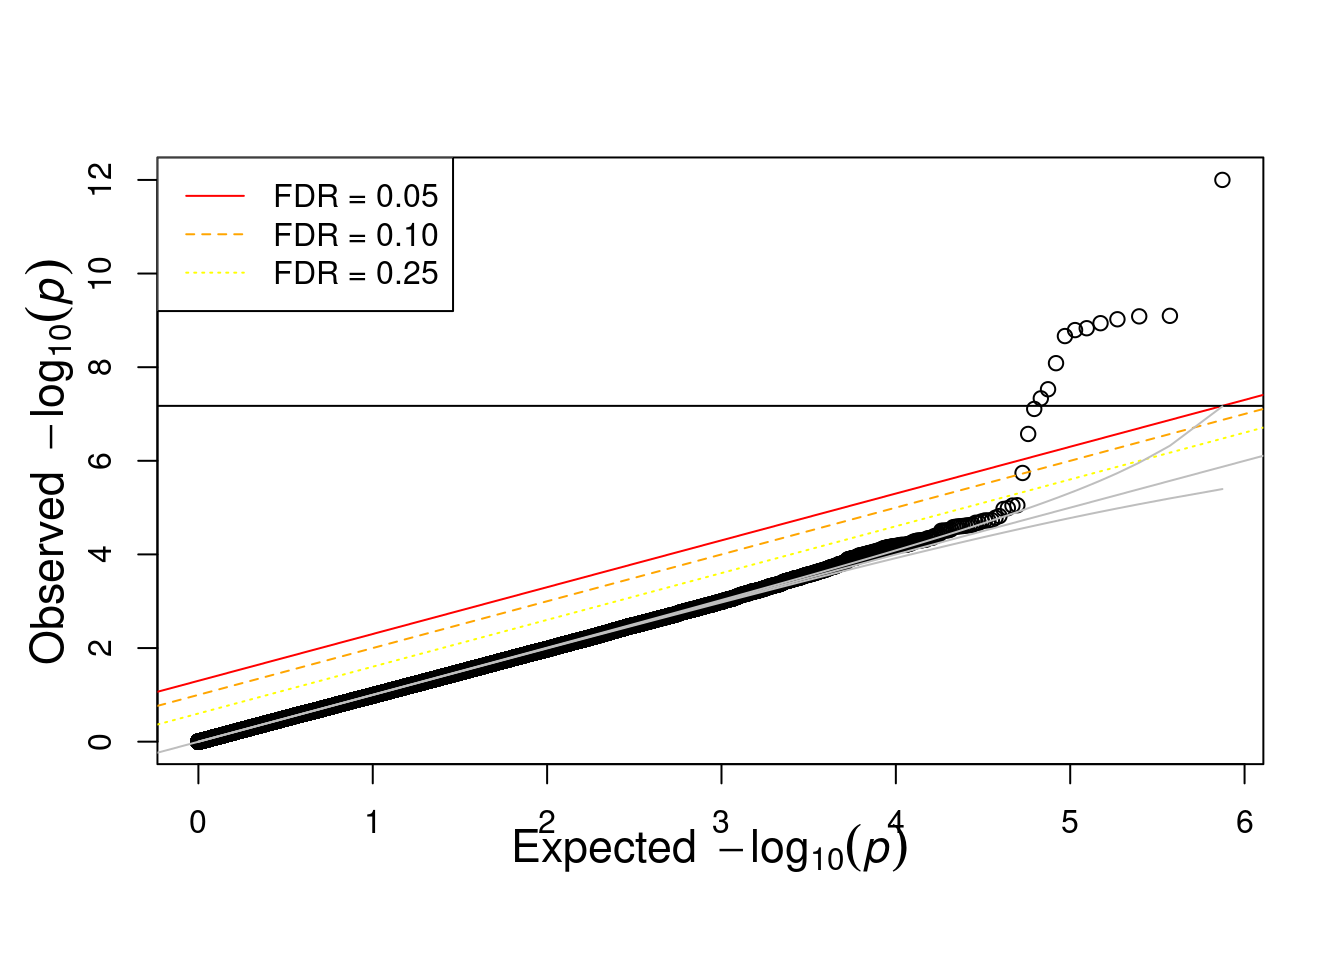 FDR = 0.05
FDR = 0.10
FDR = 0.25
Observed −log₁₀(p)
12
10
8
6
4
2
0
0 1 2 3 4 5 6
Expected −log₁₀(p)